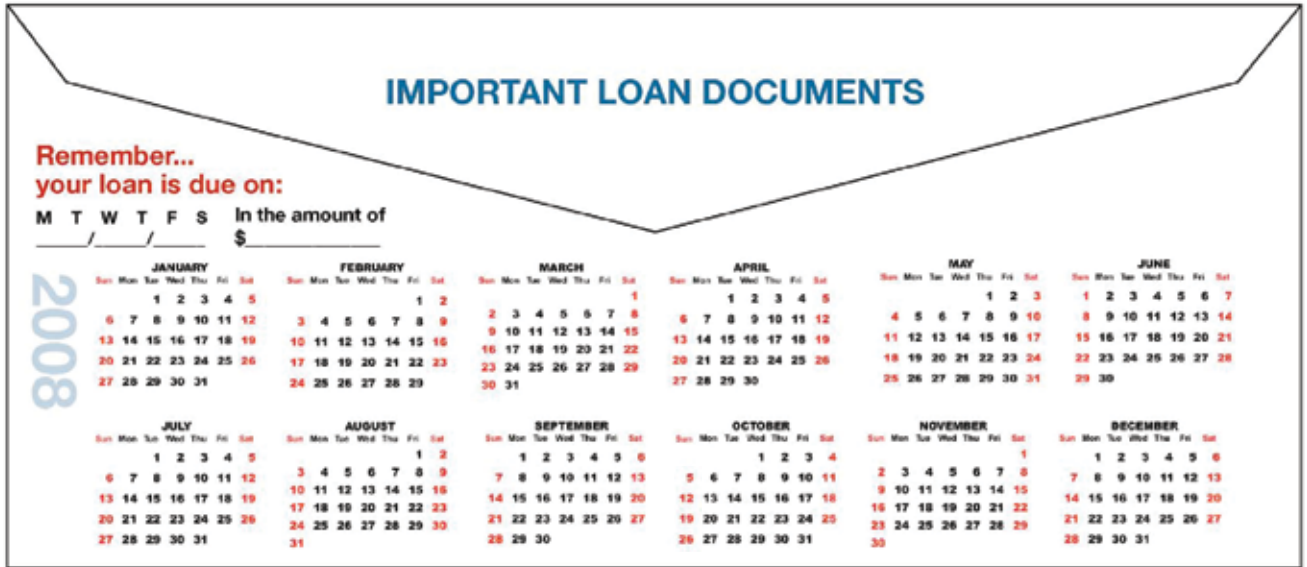 IMPORTANT LOAN DOCUMENTS
Remember...
your loan is due on:
M T W T F S In the amount of
_____/_____/_____ $______________
2008
JANUARY
Sun Mon Tue Wed Thu Fri Sat
1 2 3 4 5
6 7 8 9 10 11 12
13 14 15 16 17 18 19
20 21 22 23 24 25 26
27 28 29 30 31
FEBRUARY
Sun Mon Tue Wed Thu Fri Sat
1 2
3 4 5 6 7 8 9
10 11 12 13 14 15 16
17 18 19 20 21 22 23
24 25 26 27 28 29
MARCH
Sun Mon Tue Wed Thu Fri Sat
1
2 3 4 5 6 7 8
9 10 11 12 13 14 15
16 17 18 19 20 21 22
23 24 25 26 27 28 29
30 31
APRIL
Sun Mon Tue Wed Thu Fri Sat
1 2 3 4 5
6 7 8 9 10 11 12
13 14 15 16 17 18 19
20 21 22 23 24 25 26
27 28 29 30
MAY
Sun Mon Tue Wed Thu Fri Sat
1 2 3
4 5 6 7 8 9 10
11 12 13 14 15 16 17
18 19 20 21 22 23 24
25 26 27 28 29 30 31
JUNE
Sun Mon Tue Wed Thu Fri Sat
1 2 3 4 5 6 7
8 9 10 11 12 13 14
15 16 17 18 19 20 21
22 23 24 25 26 27 28
29 30
JULY
Sun Mon Tue Wed Thu Fri Sat
1 2 3 4 5
6 7 8 9 10 11 12
13 14 15 16 17 18 19
20 21 22 23 24 25 26
27 28 29 30 31
AUGUST
Sun Mon Tue Wed Thu Fri Sat
1 2
3 4 5 6 7 8 9
10 11 12 13 14 15 16
17 18 19 20 21 22 23
24 25 26 27 28 29 30
31
SEPTEMBER
Sun Mon Tue Wed Thu Fri Sat
1 2 3 4 5 6
7 8 9 10 11 12 13
14 15 16 17 18 19 20
21 22 23 24 25 26 27
28 29 30
OCTOBER
Sun Mon Tue Wed Thu Fri Sat
1 2 3 4
5 6 7 8 9 10 11
12 13 14 15 16 17 18
19 20 21 22 23 24 25
26 27 28 29 30 31
NOVEMBER
Sun Mon Tue Wed Thu Fri Sat
1
2 3 4 5 6 7 8
9 10 11 12 13 14 15
16 17 18 19 20 21 22
23 24 25 26 27 28 29
30
DECEMBER
Sun Mon Tue Wed Thu Fri Sat
1 2 3 4 5 6
7 8 9 10 11 12 13
14 15 16 17 18 19 20
21 22 23 24 25 26 27
28 29 30 31